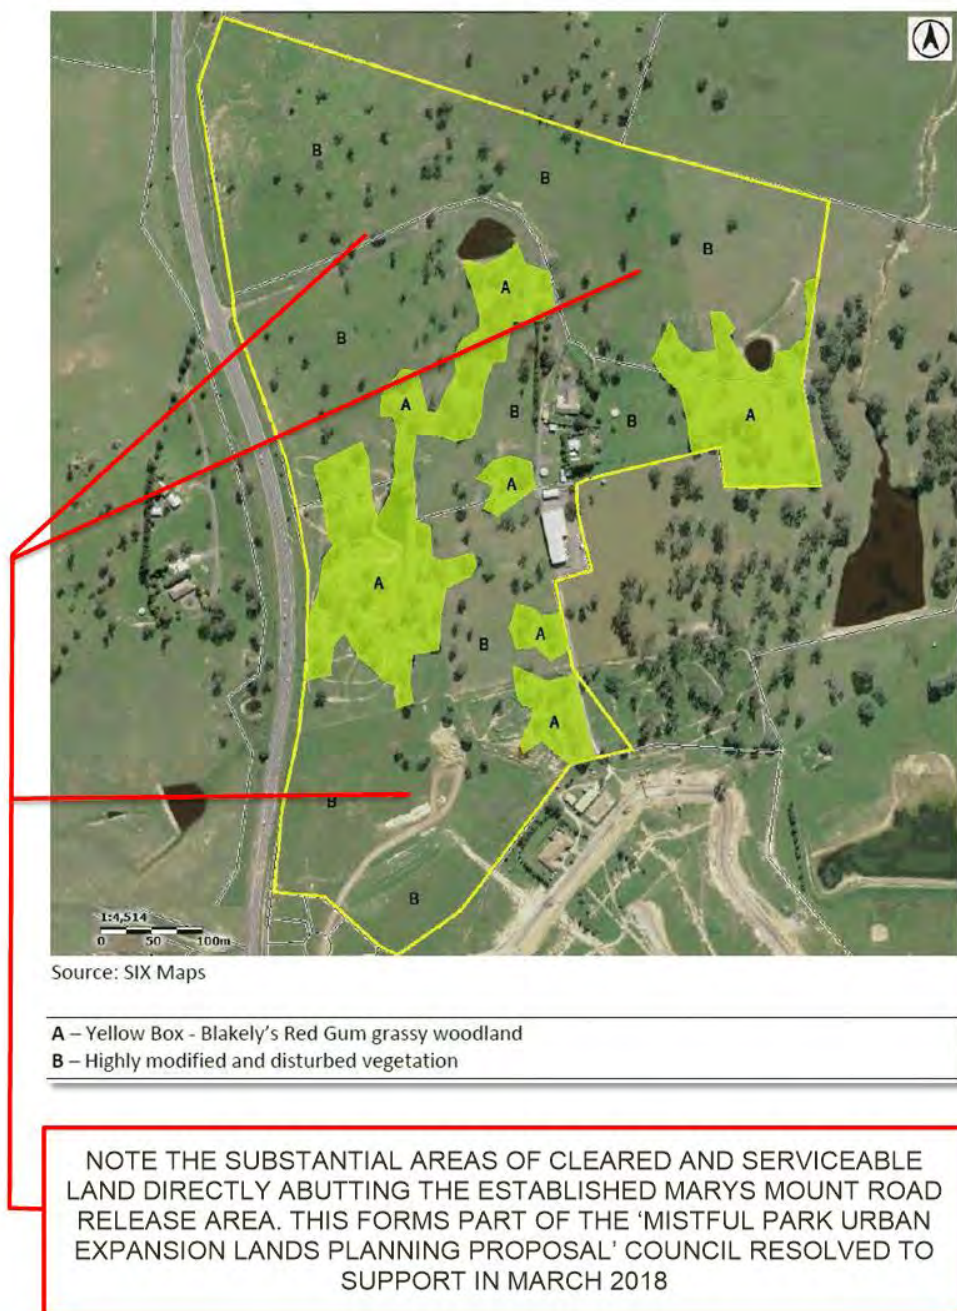 B
B
B
A
B
A
B
B
A
A
A
A
B
A
B
B
1:4,514
0 50 100m
Source: SIX Maps
A – Yellow Box - Blakely's Red Gum grassy woodland
B – Highly modified and disturbed vegetation
NOTE THE SUBSTANTIAL AREAS OF CLEARED AND SERVICEABLE
LAND DIRECTLY ABUTTING THE ESTABLISHED MARYS MOUNT ROAD
RELEASE AREA. THIS FORMS PART OF THE 'MISTFUL PARK URBAN
EXPANSION LANDS PLANNING PROPOSAL' COUNCIL RESOLVED TO
SUPPORT IN MARCH 2018